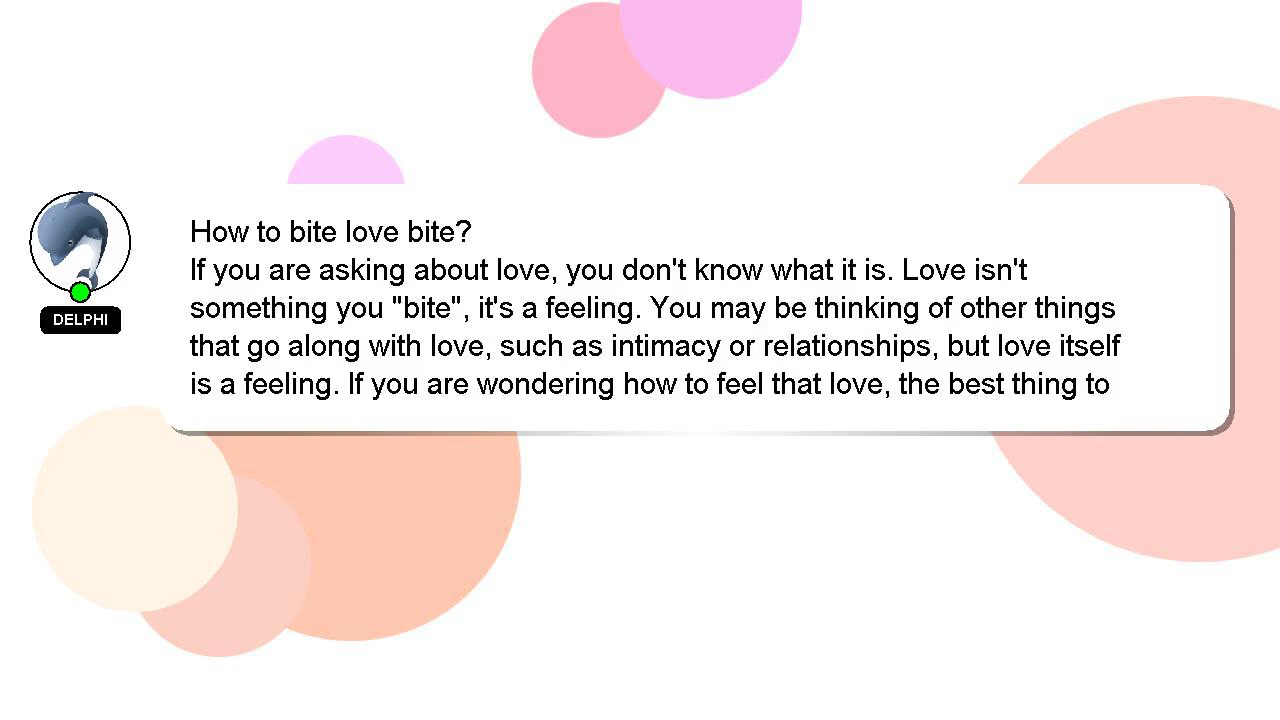 DELPHI
How to bite love bite?
If you are asking about love, you don't know what it is. Love isn't
something you "bite", it's a feeling. You may be thinking of other things
that go along with love, such as intimacy or relationships, but love itself
is a feeling. If you are wondering how to feel that love, the best thing to